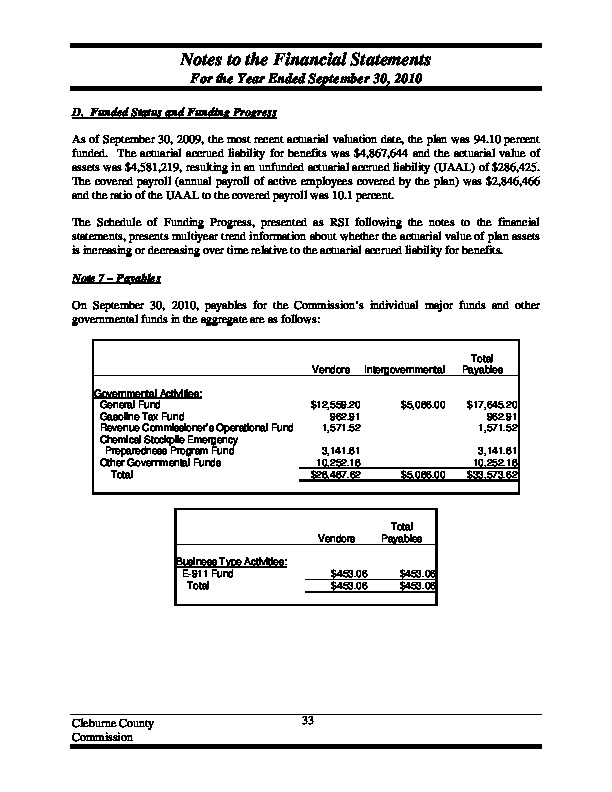 Notes to the Financial Statements
For the Year Ended September 30, 2010
D. Funded Status and Funding Progress
As of September 30, 2009, the most recent actuarial valuation date, the plan was 94.10 percent
funded. The actuarial accrued liability for benefits was $4,867,644 and the actuarial value of
assets was $4,581,219, resulting in an unfunded actuarial accrued liability (UAAL) of $286,425.
The covered payroll (annual payroll of active employees covered by the plan) was $2,846,466
and the ratio of the UAAL to the covered payroll was 10.1 percent.
The Schedule of Funding Progress, presented as RSI following the notes to the financial
statements, presents multiyear trend information about whether the actuarial value of plan assets
is increasing or decreasing over time relative to the actuarial accrued liability for benefits.
Note 7 – Payables
On September 30, 2010, payables for the Commission's individual major funds and other
governmental funds in the aggregate are as follows:
Total
Vendors Intergovernmental Payables
Governmental Activities:
General Fund $12,559.20 $5,086.00 $17,645.20
Gasoline Tax Fund 962.91 962.91
Revenue Commissioner's Operational Fund 1,571.52 1,571.52
Chemical Stockpile Emergency
Preparedness Program Fund 3,141.81 3,141.81
Other Governmental Funds 10,252.18 10,252.18
Total $28,487.62 $5,086.00 $33,573.62
Total
Vendors Payables
Business Type Activities:
E-911 Fund $453.06 $453.06
Total $453.06 $453.06
Cleburne County 33
Commission